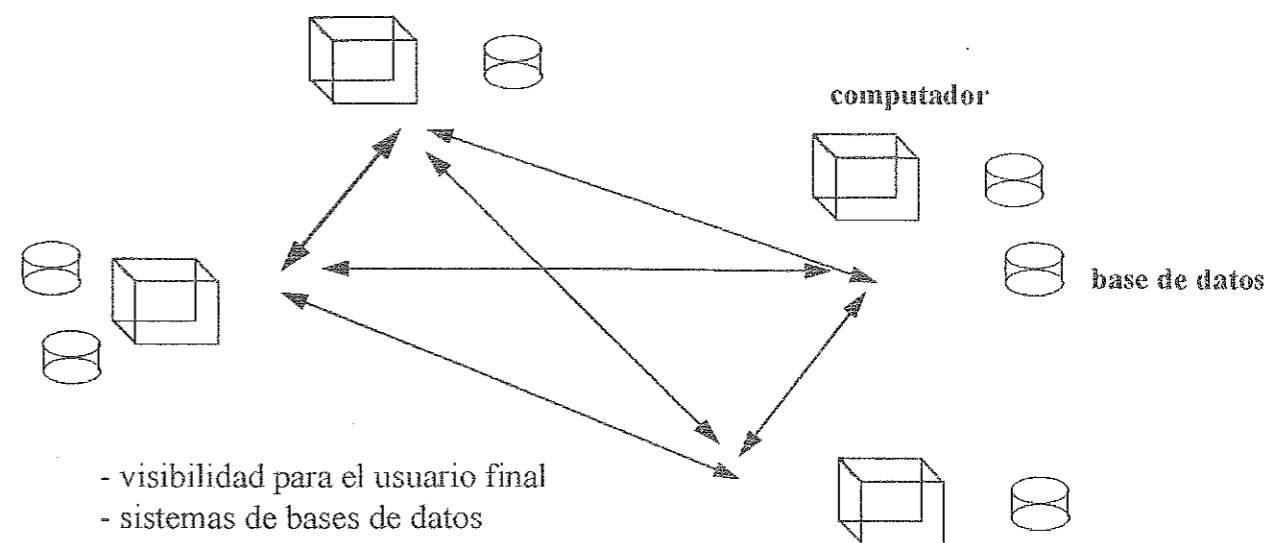 computador
base de datos
- visibilidad para el usuario final
- sistemas de bases de datos